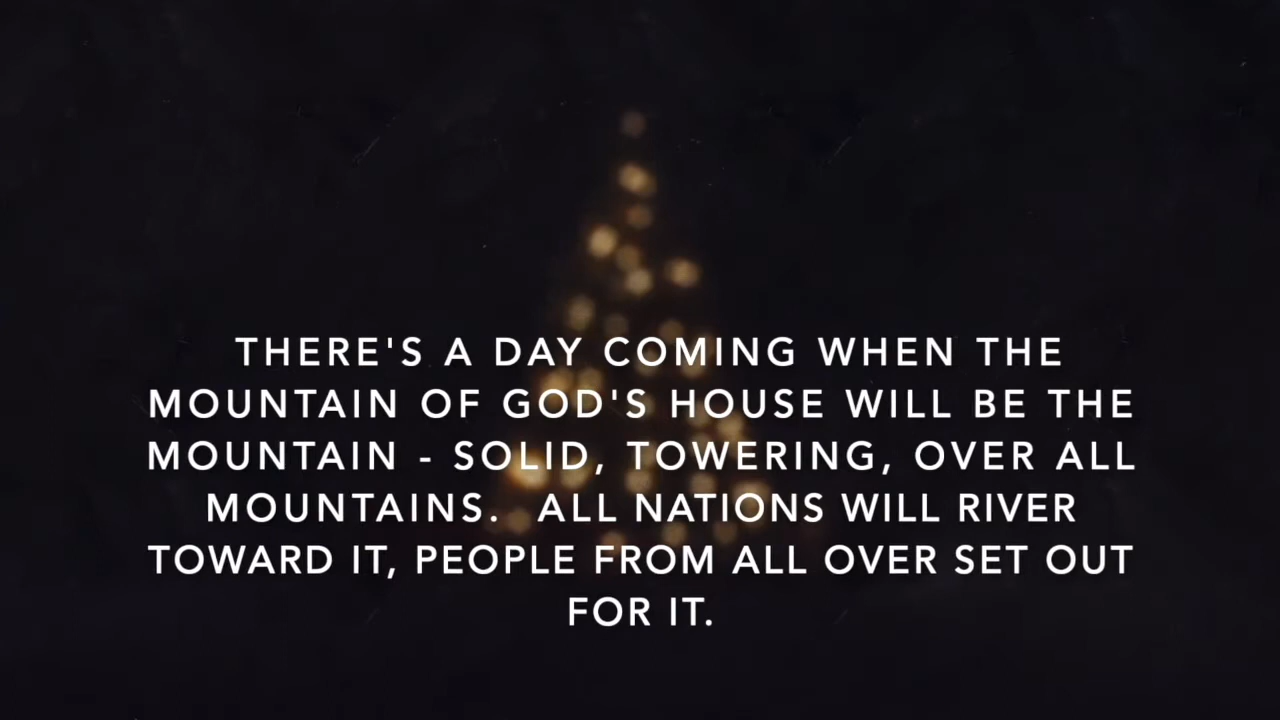 THERE'S A DAY COMING WHEN THE
MOUNTAIN OF GOD'S HOUSE WILL BE THE
MOUNTAIN - SOLID, TOWERING, OVER ALL
MOUNTAINS. ALL NATIONS WILL RIVER
TOWARD IT, PEOPLE FROM ALL OVER SET OUT
FOR IT.